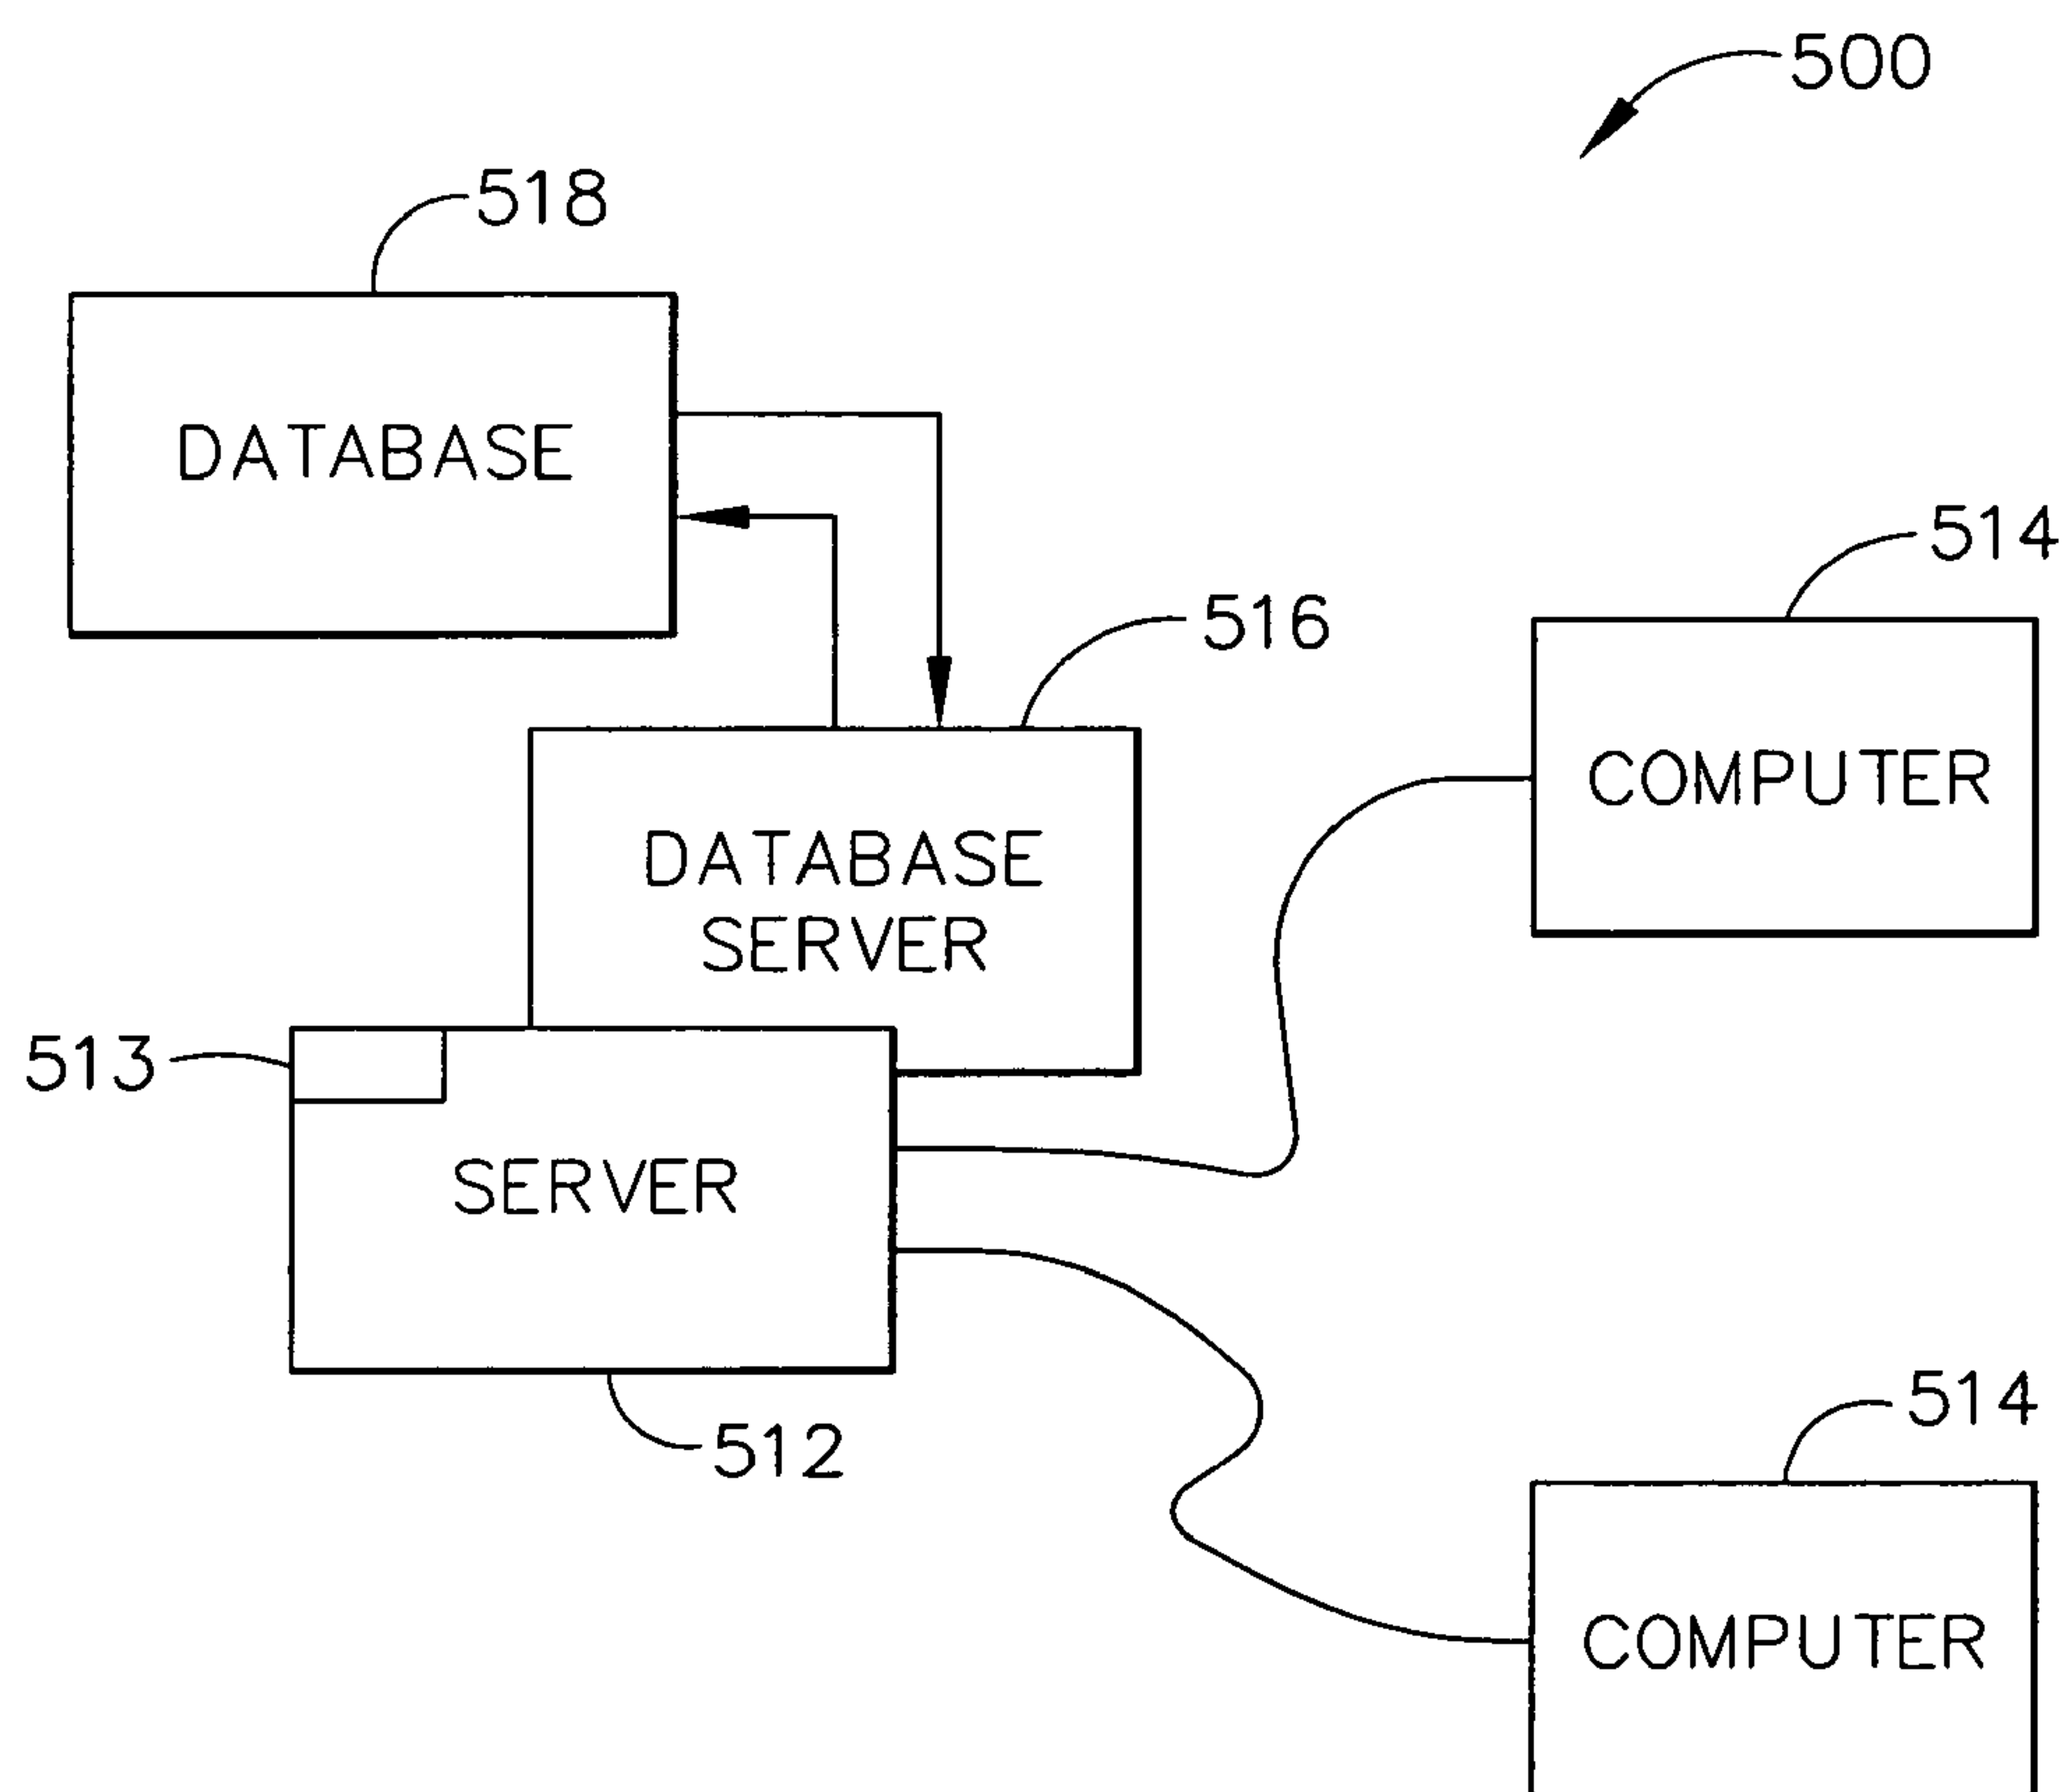 500
518
DATABASE
514
516
COMPUTER
DATABASE
SERVER
513
SERVER
514
512
COMPUTER